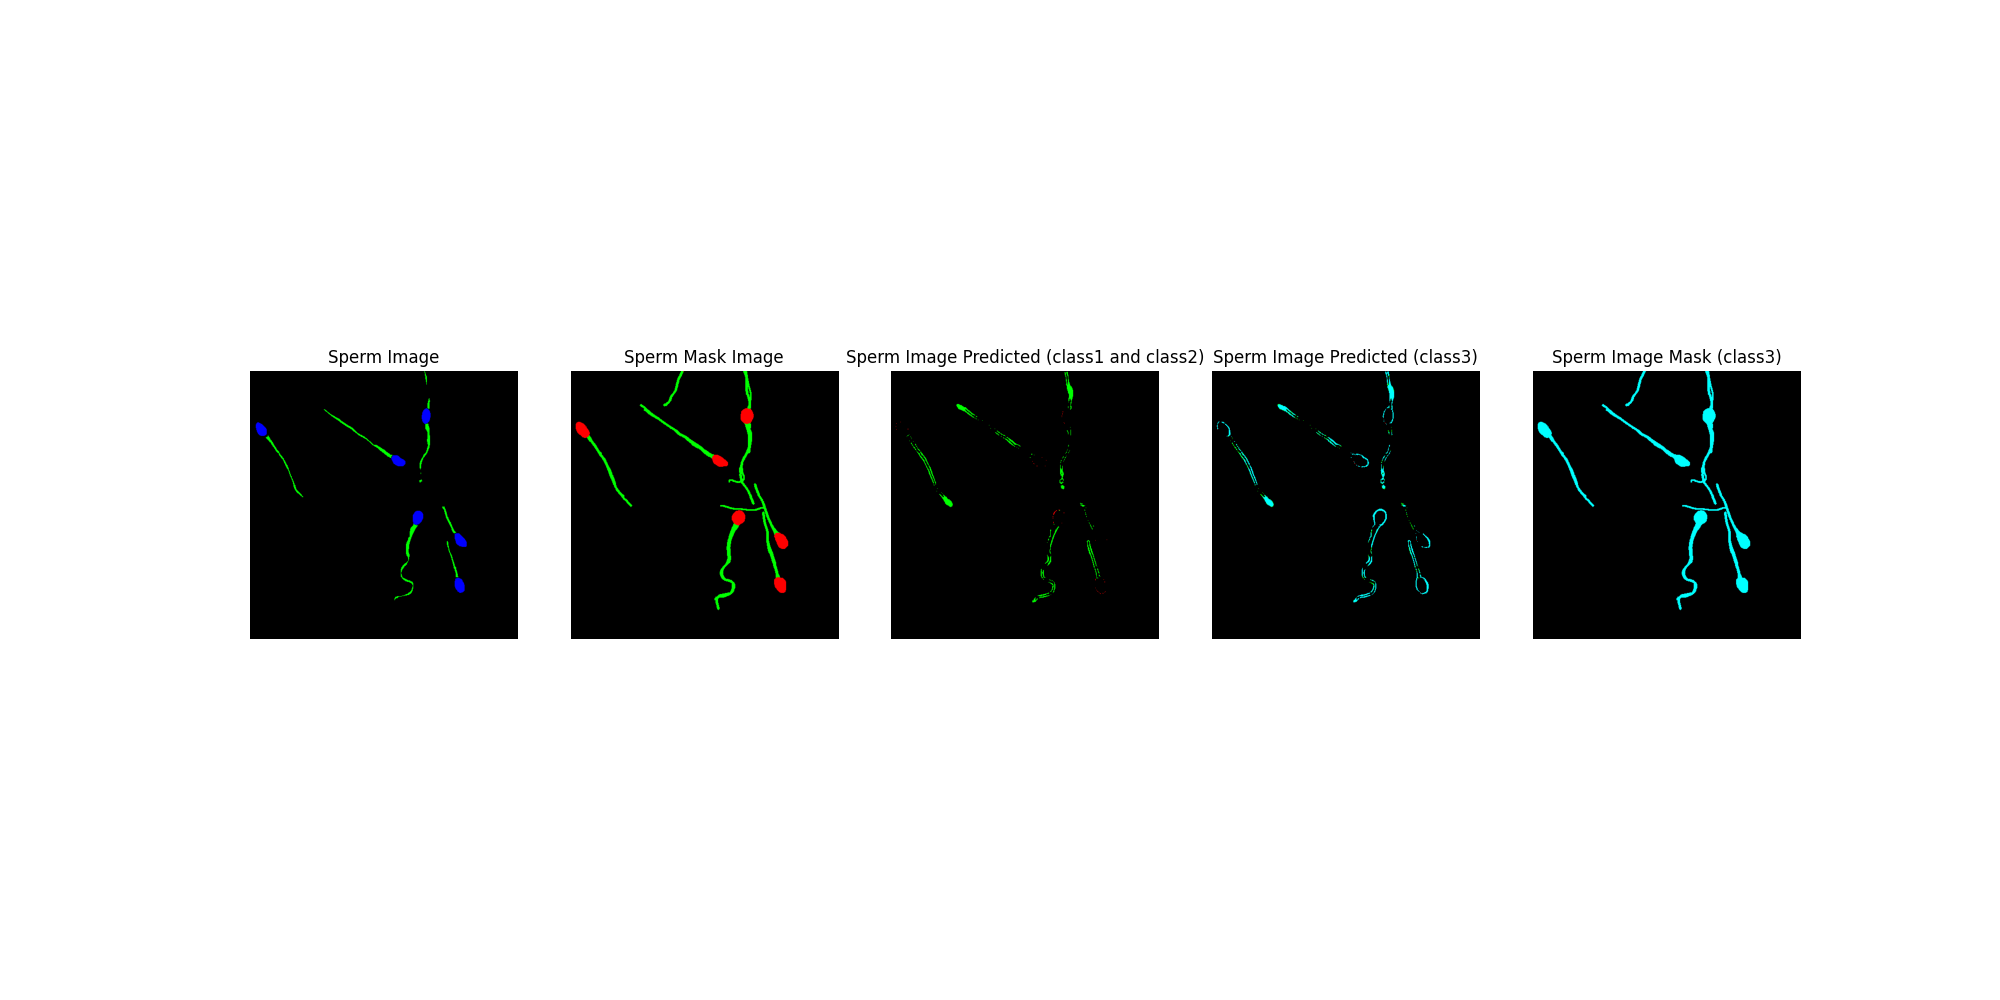 Sperm Image
Sperm Mask Image
Sperm Image Predicted (class1 and class2)
Sperm Image Predicted (class3)
Sperm Image Mask (class3)